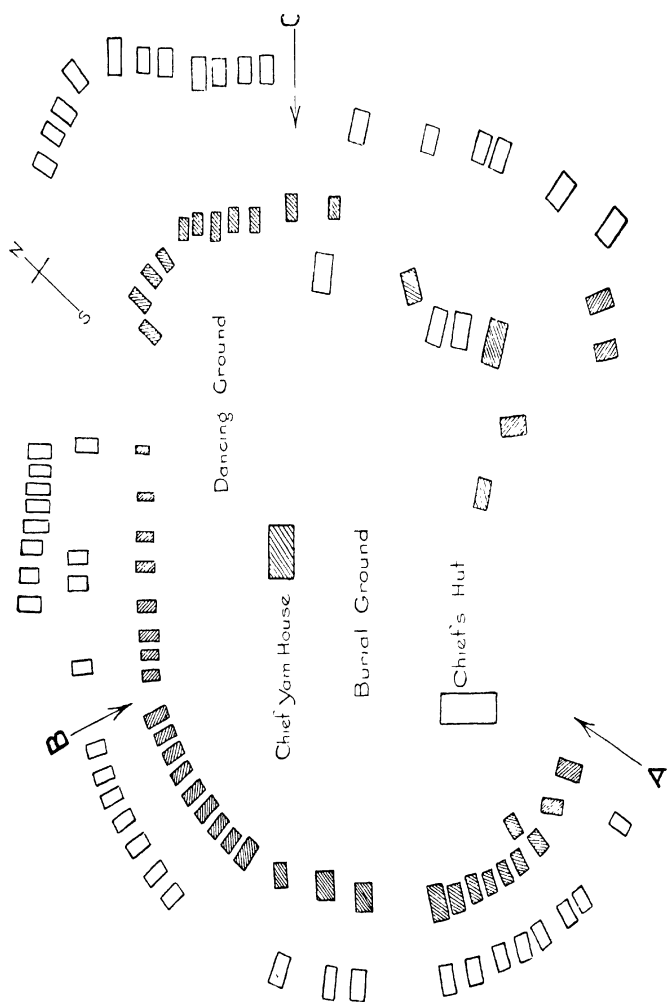 C
N
S
Dancing Ground
Chief Yam House
Burial Ground
Chief's Hut
B
A